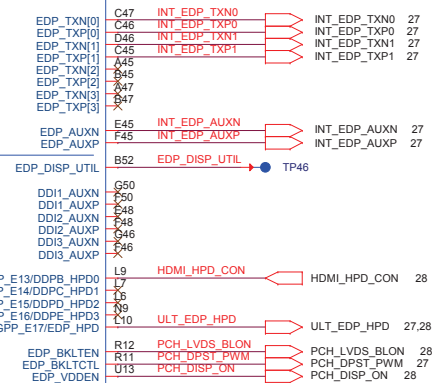 EDP_TXN[0] C47 INT_EDP_TXN0 INT_EDP_TXN0 27
EDP_TXP[0] C46 INT_EDP_TXP0 INT_EDP_TXP0 27
EDP_TXN[1] D46 INT_EDP_TXN1 INT_EDP_TXN1 27
EDP_TXP[1] C45 INT_EDP_TXP1 INT_EDP_TXP1 27
EDP_TXN[2] A45
EDP_TXP[2] B45
EDP_TXN[3] A47
EDP_TXP[3] B47
EDP_AUXN E45 INT_EDP_AUXN INT_EDP_AUXN 27
EDP_AUXP F45 INT_EDP_AUXP INT_EDP_AUXP 27
EDP_DISP_UTIL B52 EDP_DISP_UTIL TP46
DDI1_AUXN G50
DDI1_AUXP F50
DDI2_AUXN E48
DDI2_AUXP F48
DDI3_AUXN G46
DDI3_AUXP F46
P_E13/DDPB_HPD0 L9 HDMI_HPD_CON HDMI_HPD_CON 28
P_E14/DDPC_HPD1 L7
P_E15/DDPD_HPD2 L6
P_E16/DDPE_HPD3 N9
GPP_E17/EDP_HPD L10 ULT_EDP_HPD ULT_EDP_HPD 27,28
EDP_BKLTEN R12 PCH_LVDS_BLON PCH_LVDS_BLON 28
EDP_BKLTCTL R11 PCH_DPST_PWM PCH_DPST_PWM 27
EDP_VDDEN U13 PCH_DISP_ON PCH_DISP_ON 28